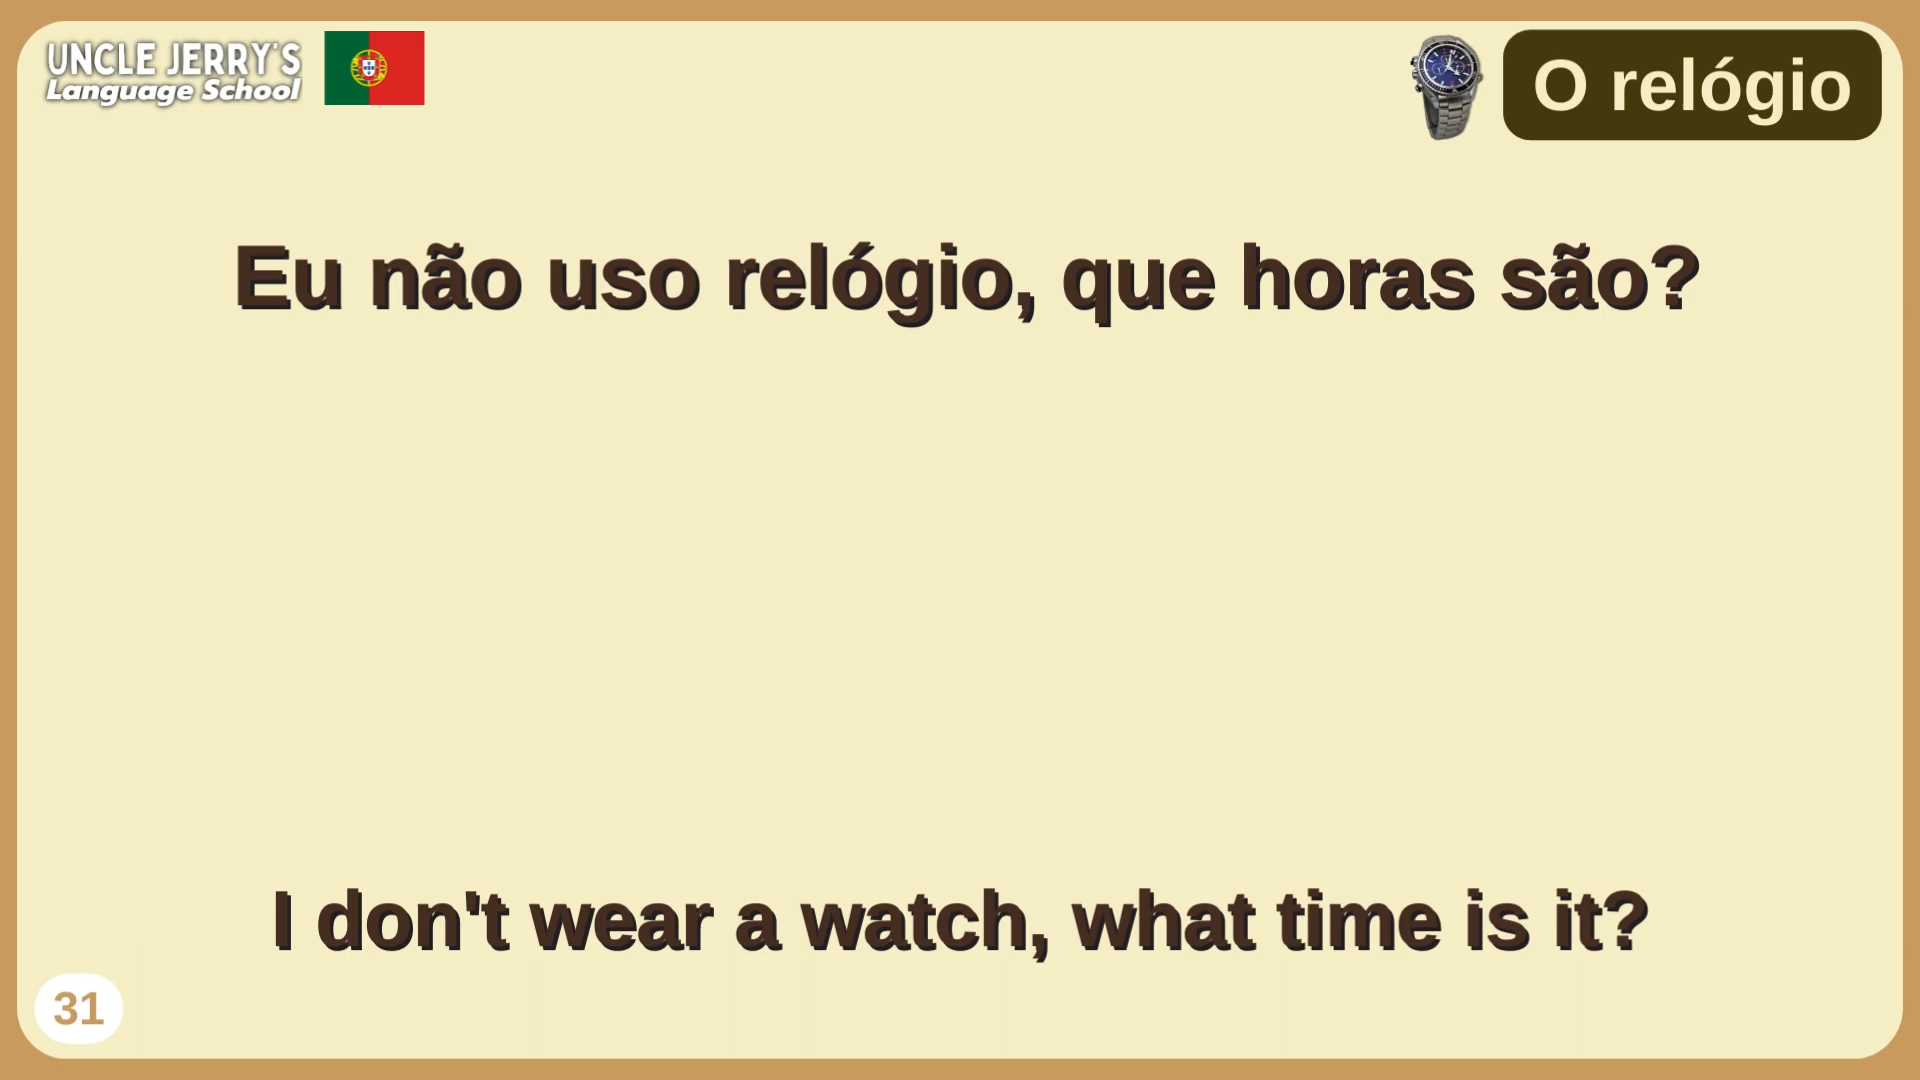 UNCLE JERRY'S
Language School
O relógio
Eu não uso relógio, que horas são?
I don't wear a watch, what time is it?
31